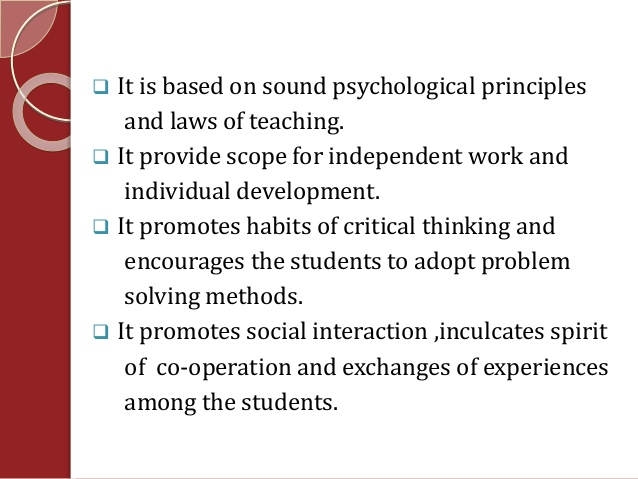 ❑ It is based on sound psychological principles
and laws of teaching.
❑ It provide scope for independent work and
individual development.
❑ It promotes habits of critical thinking and
encourages the students to adopt problem
solving methods.
❑ It promotes social interaction ,inculcates spirit
of co-operation and exchanges of experiences
among the students.